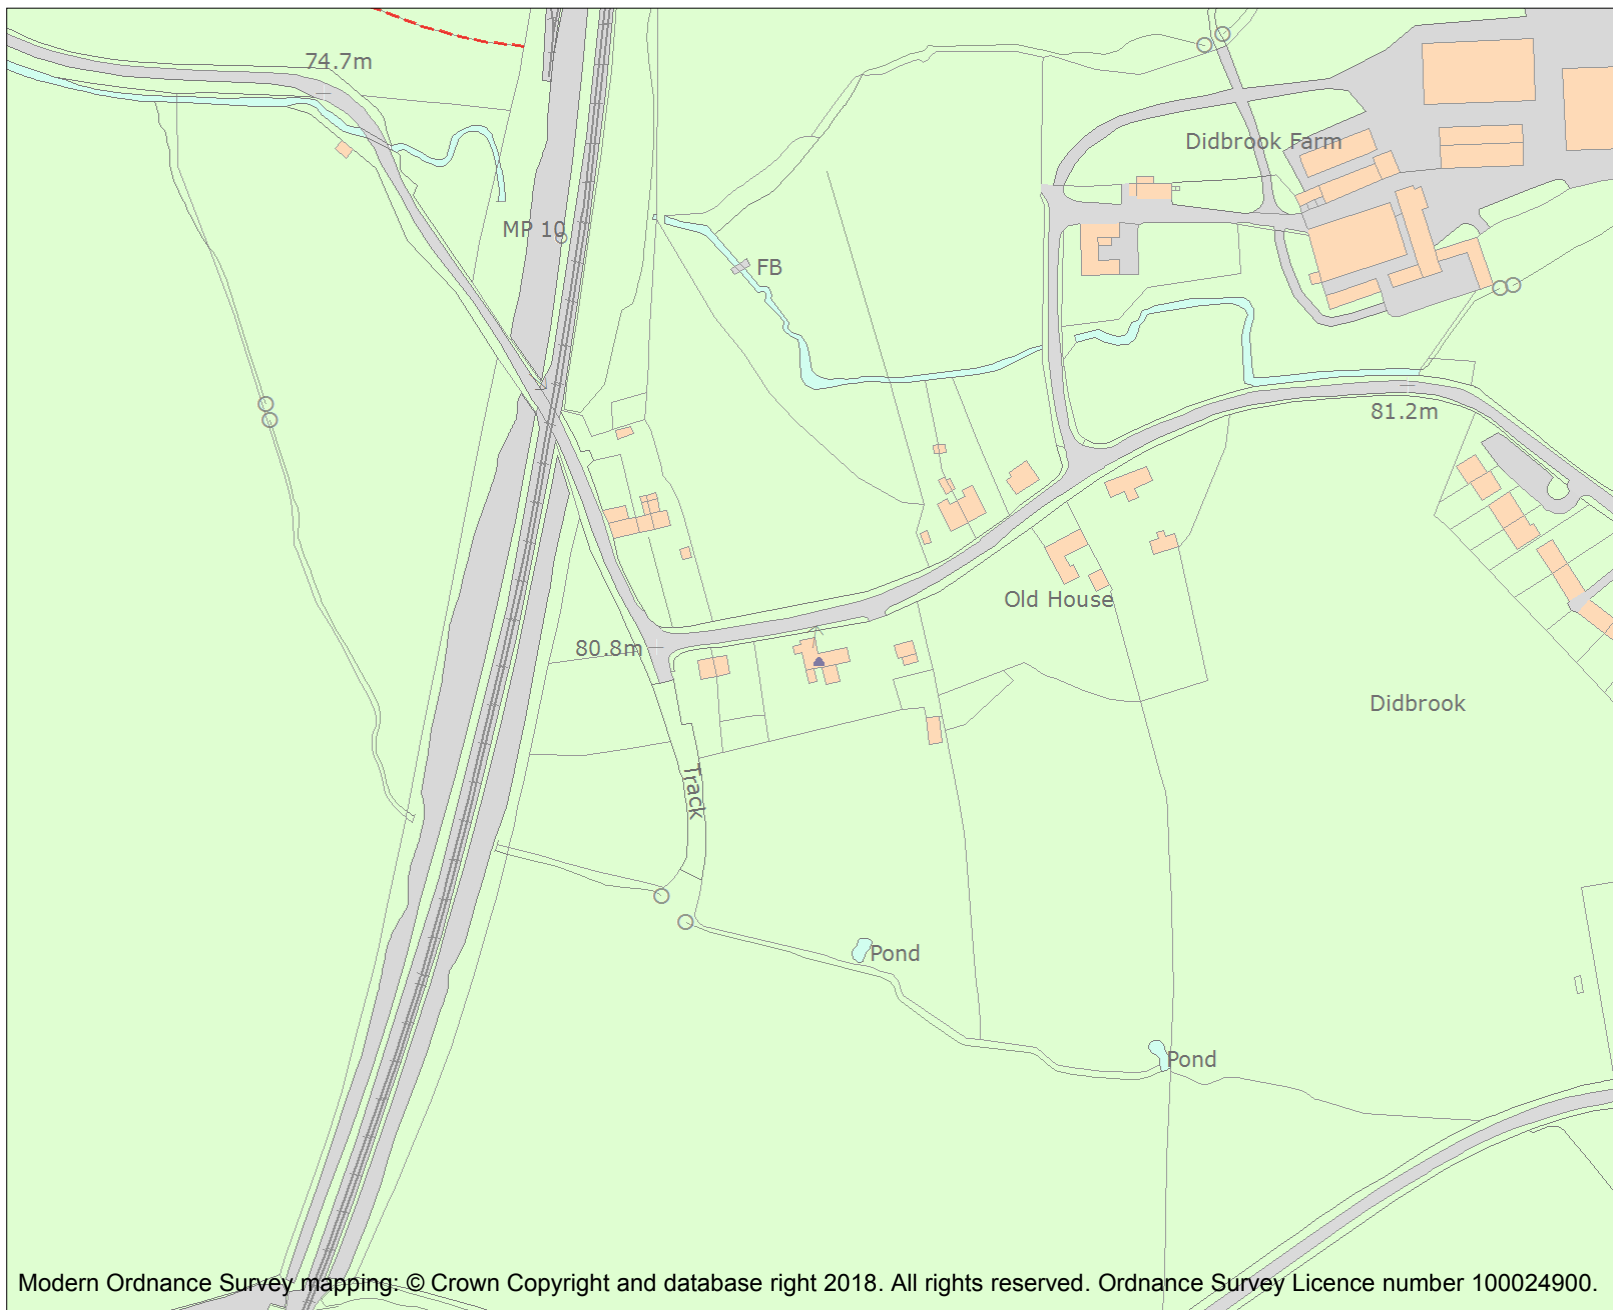 74.7m
Didbrook Farm
MP 10
FB
81.2m
Old House
80.8m
Didbrook
Track
Pond
Pond
Modern Ordnance Survey mapping: © Crown Copyright and database right 2018. All rights reserved. Ordnance Survey Licence number 100024900.